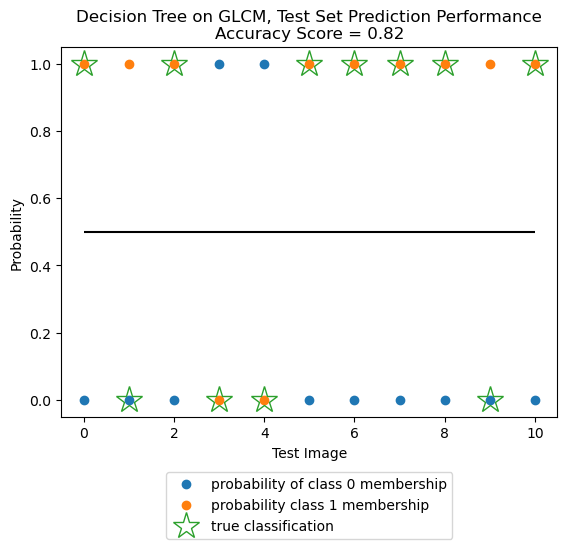 Decision Tree on GLCM, Test Set Prediction Performance
Accuracy Score = 0.82
1.0
0.8
0.6
0.4
0.2
0.0
Probability
0 2 4 6 8 10
Test Image
probability of class 0 membership
probability class 1 membership
true classification